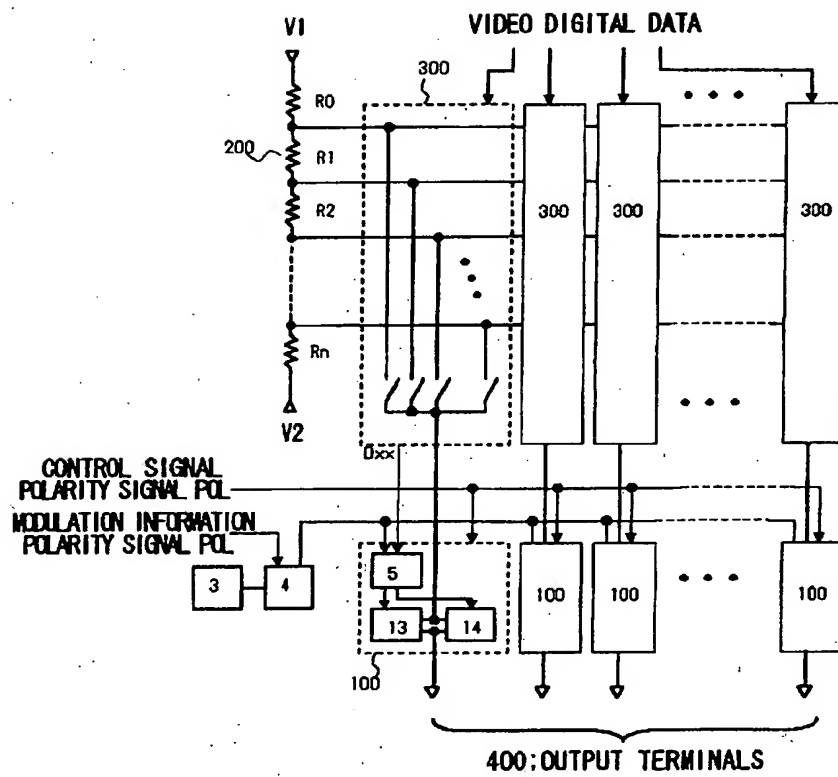 V1
VIDEO DIGITAL DATA
300
R0
200
R1
R2
300
300
300
Rn
V2
Dxx
CONTROL SIGNAL
POLARITY SIGNAL POL
MODULATION INFORMATION
POLARITY SIGNAL POL
3
4
5
13
14
100
100
100
100
400:OUTPUT TERMINALS